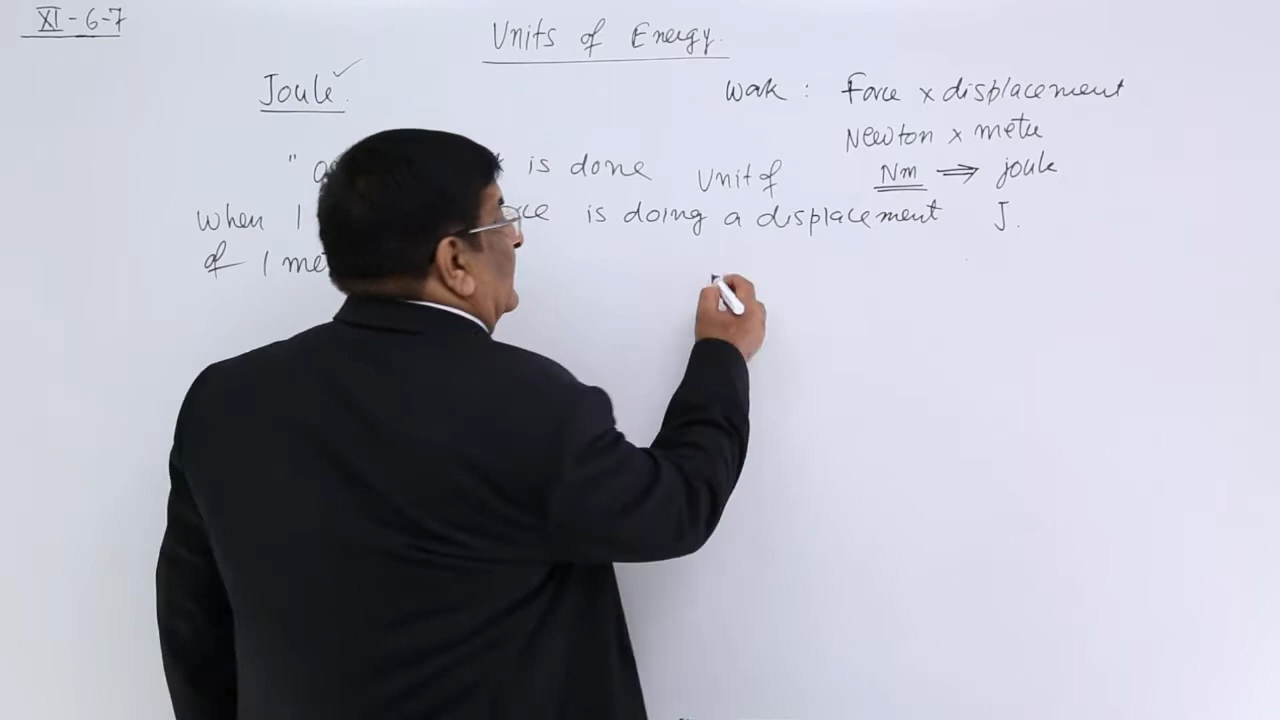 XI - 6-7
Units of Energy.
Joule.
work : Force x displacement
Newton x metre
" is done
Unit of Nm ⇒ joule
when 1 is doing a displacement J.
of 1